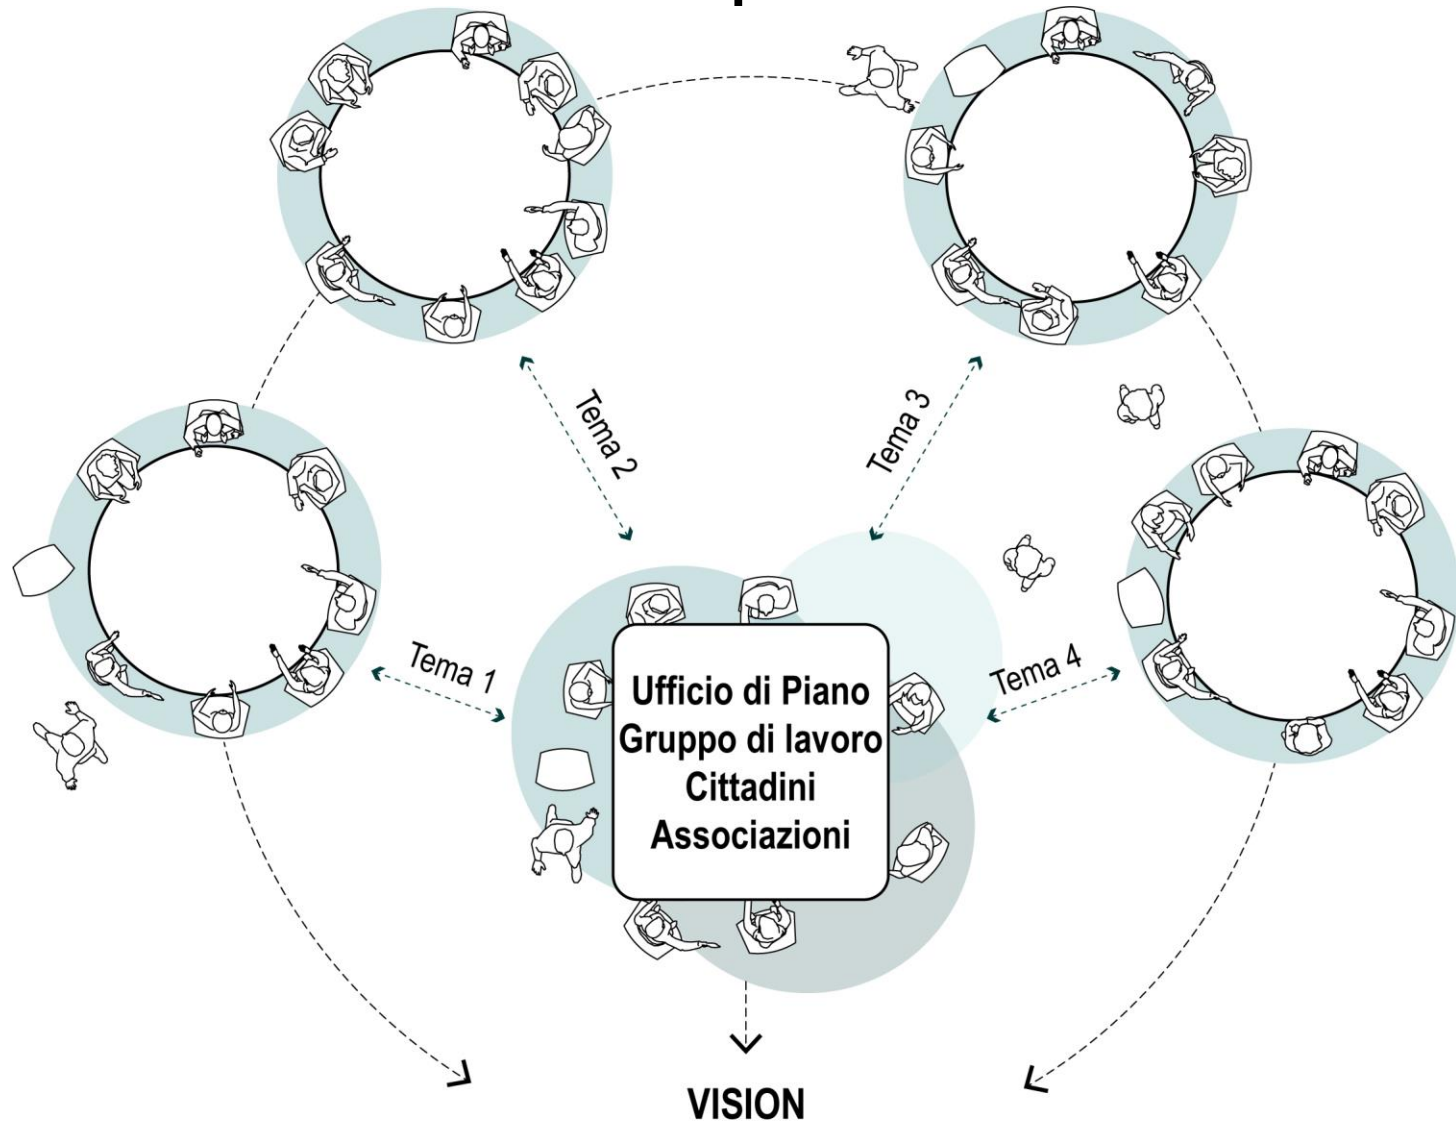 Tema 2
Tema 3
Tema 1
Tema 4
Ufficio di Piano
Gruppo di lavoro
Cittadini
Associazioni
VISION